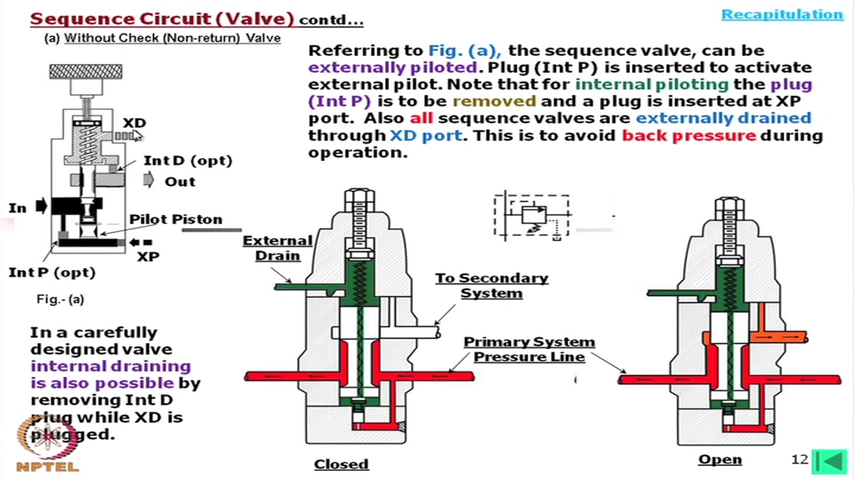 Sequence Circuit (Valve) contd...
Recapitulation
(a) Without Check (Non-return) Valve
Referring to Fig. (a), the sequence valve, can be
externally piloted. Plug (Int P) is inserted to activate
external pilot. Note that for internal piloting the plug
(Int P) is to be removed and a plug is inserted at XP
port. Also all sequence valves are externally drained
through XD port. This is to avoid back pressure during
operation.
XD
Int D (opt)
Out
In
Pilot Piston
XP
Int P (opt)
Fig.- (a)
External
Drain
To Secondary
System
Primary System
Pressure Line
In a carefully
designed valve
internal draining
is also possible by
removing Int D
plug while XD is
plugged.
NPTEL
Closed
Open
12